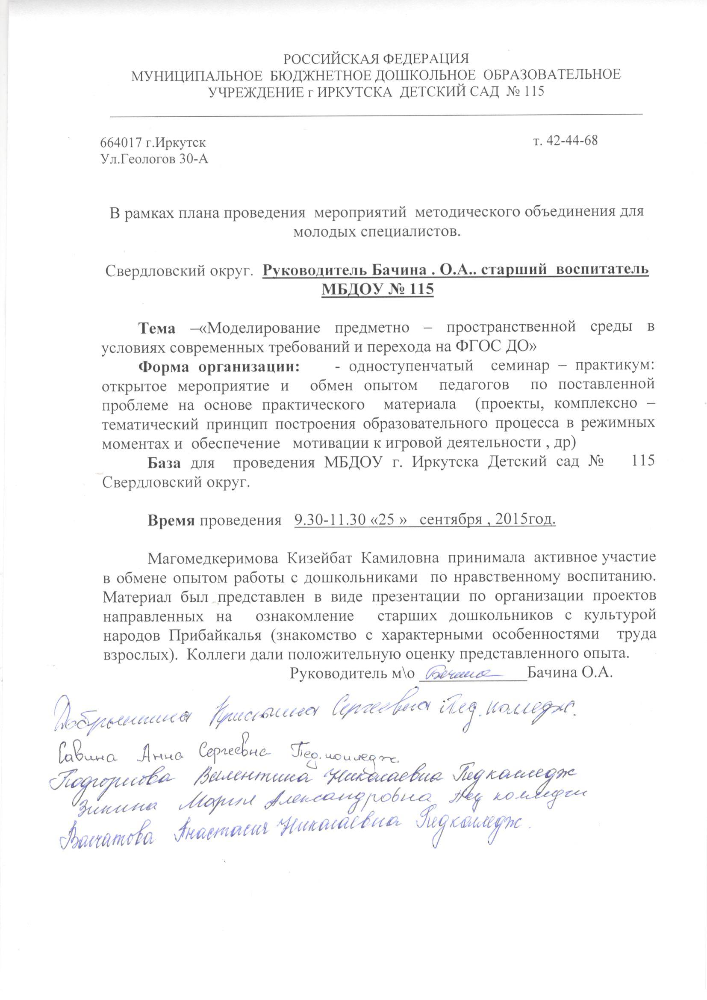 РОССИЙСКАЯ ФЕДЕРАЦИЯ
МУНИЦИПАЛЬНОЕ БЮДЖНЕТНОЕ ДОШКОЛЬНОЕ ОБРАЗОВАТЕЛЬНОЕ
УЧРЕЖДЕНИЕ г ИРКУТСКА ДЕТСКИЙ САД № 115
664017 г.Иркутск т. 42-44-68
Ул.Геологов 30-А
В рамках плана проведения мероприятий методического объединения для
молодых специалистов.
Свердловский округ. Руководитель Бачина . О.А.. старший воспитатель
МБДОУ № 115
Тема –«Моделирование предметно – пространственной среды в
условиях современных требований и перехода на ФГОС ДО»
Форма организации: - одноступенчатый семинар – практикум:
открытое мероприятие и обмен опытом педагогов по поставленной
проблеме на основе практического материала (проекты, комплексно –
тематический принцип построения образовательного процесса в режимных
моментах и обеспечение мотивации к игровой деятельности , др)
База для проведения МБДОУ г. Иркутска Детский сад № 115
Свердловский округ.
Время проведения 9.30-11.30 «25 » сентября , 2015год.
Магомедкеримова Кизейбат Камиловна принимала активное участие
в обмене опытом работы с дошкольниками по нравственному воспитанию.
Материал был представлен в виде презентации по организации проектов
направленных на ознакомление старших дошкольников с культурой
народов Прибайкалья (знакомство с характерными особенностями труда
взрослых). Коллеги дали положительную оценку представленного опыта.
Руководитель м\о Бачина Бачина О.А.
Добрынина Кристина Сергеевна Пед. колледж.
Савина Анна Сергеевна Пед. колледж
Валентина Николаевна Педколледж
Зинина Мария Александровна Пед колледж
Анастасия Николаевна Педколледж.